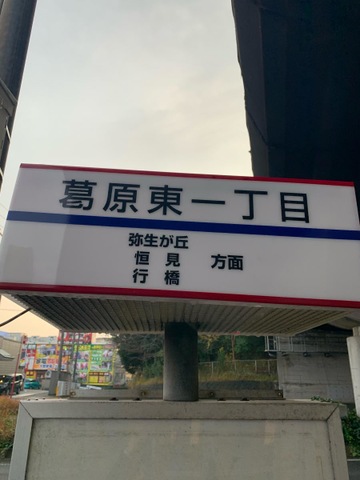 葛原東一丁目
弥生が丘
恒見 方面
行橋